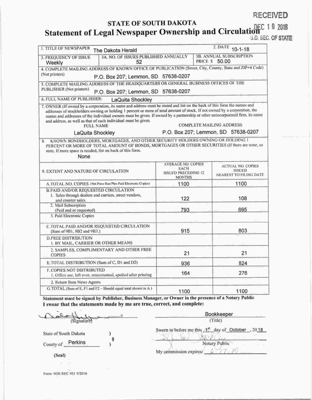 RECEIVED
DEC 10 2018
S.D. SEC OF STATE
STATE OF SOUTH DAKOTA
Statement of Legal Newspaper Ownership and Circulation
1. TITLE OF NEWSPAPER The Dakota Herald 2. DATE 10-1-18
3. FREQUENCY OF ISSUE Weekly 3A. NO. OF ISSUES PUBLISHED ANNUALLY 52 3B. ANNUAL SUBSCRIPTION PRICE $ 50.00
4. COMPLETE MAILING ADDRESS OF KNOWN OFFICE OF PUBLICATION (Street, City, County, State and ZIP+4 Code) (Not printers)
P.O. Box 207; Lemmon, SD 57638-0207
5. COMPLETE MAILING ADDRESS OF THE HEADQUARTERS OR GENERAL BUSINESS OFFICES OF THE PUBLISHER (Not printers)
P.O. Box 207; Lemmon, SD 57638-0207
6. FULL NAME OF PUBLISHER: LaQuita Shockley
7. OWNER (If owned by a corporation, its name and address must be stated and list on the back of this form the names and addresses of stockholders owning or holding 1 percent or more of total amount of stock. If not owned by a corporation, the names and addresses of the individual owners must be given. If owned by a partnership or other unincorporated firm, its name and address, as well as that of each individual must be given.
FULL NAME COMPLETE MAILING ADDRESS
LaQuita Shockley P.O. Box 207; Lemmon, SD 57638-0207
8. KNOWN BONDHOLDERS, MORTGAGES, AND OTHER SECURITY HOLDERS OWNING OR HOLDING 1 PERCENT OR MORE OF TOTAL AMOUNT OF BONDS, MORTGAGES OR OTHER SECURITIES (If there are none, so state. If more space is needed, list on back of this form.
None
9. EXTENT AND NATURE OF CIRCULATION AVERAGE NO. COPIES EACH ISSUED PRECEDING 12 MONTHS ACTUAL NO. COPIES ISSUED NEAREST TO FILING DATE
A. TOTAL NO. COPIES 1100 1100
B. PAID AND/OR REQUESTED CIRCULATION
1. Sales through dealers and carriers, street vendors, and counter sales. 122 108
2. Mail Subscription (Paid and or requested) 793 695
3. Paid Electronic Copies
C. TOTAL PAID AND/OR REQUESTED CIRCULATION (Sum of 9B1, 9B2 and 9B3.) 915 803
D. FREE DISTRIBUTION
1. BY MAIL, CARRIER OR OTHER MEANS
2. SAMPLES, COMPLIMENTARY AND OTHER FREE COPIES 21 21
E. TOTAL DISTRIBUTION (Sum of C, D1 and D2) 936 824
F. COPIES NOT DISTRIBUTED
1. Office use, left over, unaccounted, spoiled after printing 164 276
2. Return from News Agents
G. TOTAL (Sum of E, F1 and F2 - Should equal total shown in A.) 1100 1100
Statement must be signed by Publisher, Business Manager, or Owner in the presence of a Notary Public
I swear that the statements made by me are true, correct, and complete:
Bookkeeper
(Signature) (Title)
State of South Dakota ) Sworn to before me this 1st day of October, 2018
County of Perkins )
Notary Public
(Seal) My commission expires: